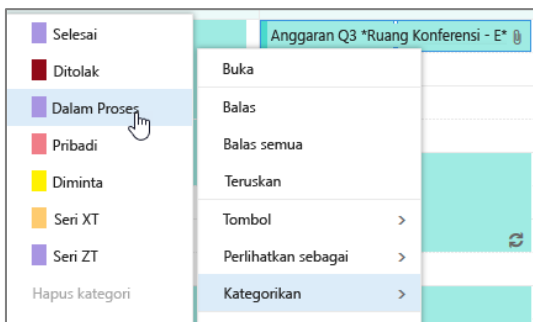 Anggaran Q3 *Ruang Konferensi - E*
Selesai
Ditolak
Dalam Proses
Pribadi
Diminta
Seri XT
Seri ZT
Hapus kategori
Buka
Balas
Balas semua
Teruskan
Tombol
Perlihatkan sebagai
Kategorikan